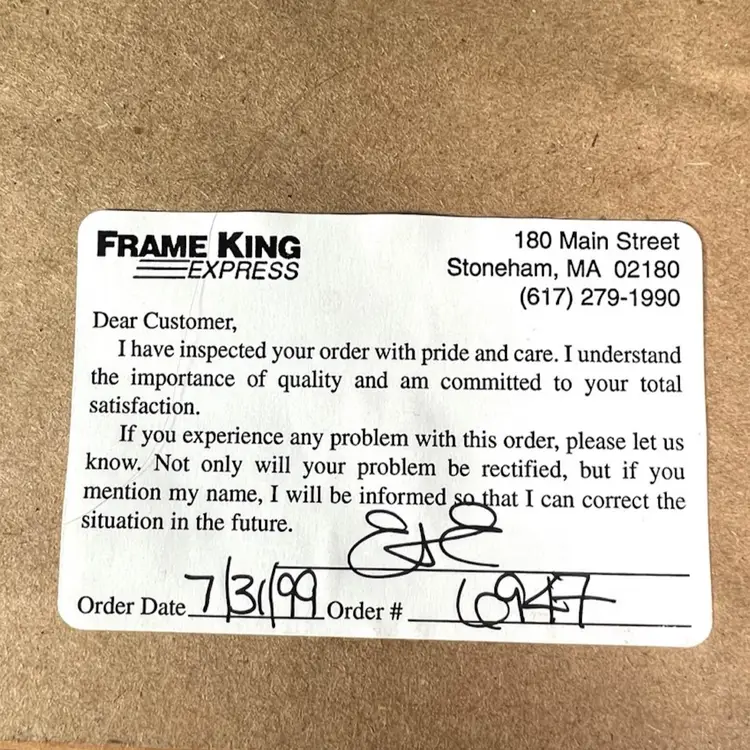 FRAME KING
EXPRESS
180 Main Street
Stoneham, MA 02180
(617) 279-1990
Dear Customer,
I have inspected your order with pride and care. I understand
the importance of quality and am committed to your total
satisfaction.
If you experience any problem with this order, please let us
know. Not only will your problem be rectified, but if you
mention my name, I will be informed so that I can correct the
situation in the future.
Order Date 7/31/99 Order # 6947